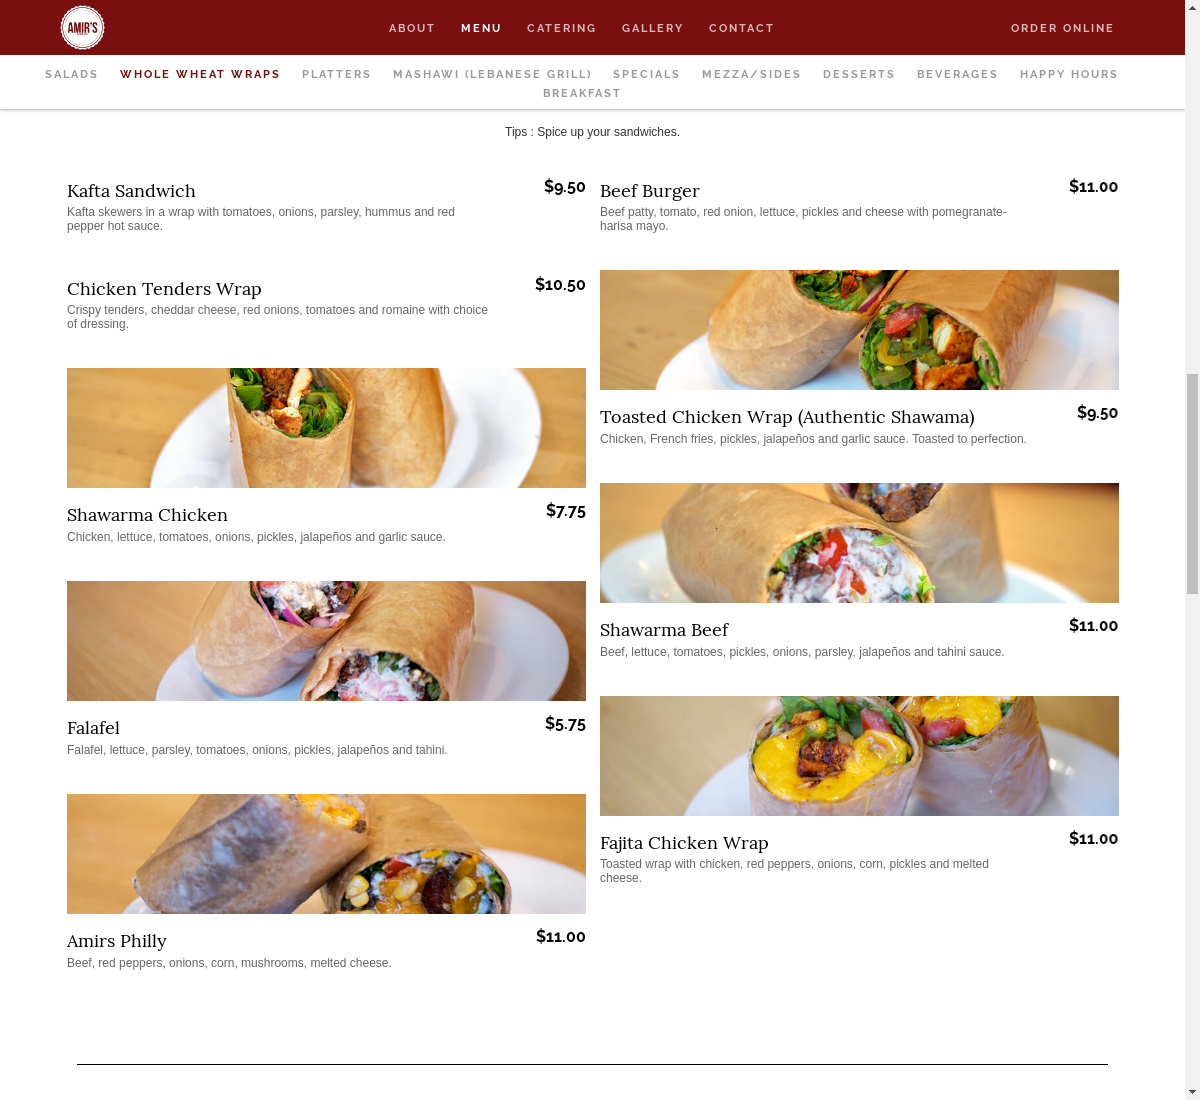 AMIR'S
ABOUT MENU CATERING GALLERY CONTACT ORDER ONLINE
SALADS WHOLE WHEAT WRAPS PLATTERS MASHAWI (LEBANESE GRILL) SPECIALS MEZZA/SIDES DESSERTS BEVERAGES HAPPY HOURS
BREAKFAST
Tips : Spice up your sandwiches.
Kafta Sandwich $9.50
Kafta skewers in a wrap with tomatoes, onions, parsley, hummus and red
pepper hot sauce.
Chicken Tenders Wrap $10.50
Crispy tenders, cheddar cheese, red onions, tomatoes and romaine with choice
of dressing.
Shawarma Chicken $7.75
Chicken, lettuce, tomatoes, onions, pickles, jalapeños and garlic sauce.
Falafel $5.75
Falafel, lettuce, parsley, tomatoes, onions, pickles, jalapeños and tahini.
Amirs Philly $11.00
Beef, red peppers, onions, corn, mushrooms, melted cheese.
Beef Burger $11.00
Beef patty, tomato, red onion, lettuce, pickles and cheese with pomegranate-
harisa mayo.
Toasted Chicken Wrap (Authentic Shawama) $9.50
Chicken, French fries, pickles, jalapeños and garlic sauce. Toasted to perfection.
Shawarma Beef $11.00
Beef, lettuce, tomatoes, pickles, onions, parsley, jalapeños and tahini sauce.
Fajita Chicken Wrap $11.00
Toasted wrap with chicken, red peppers, onions, corn, pickles and melted
cheese.